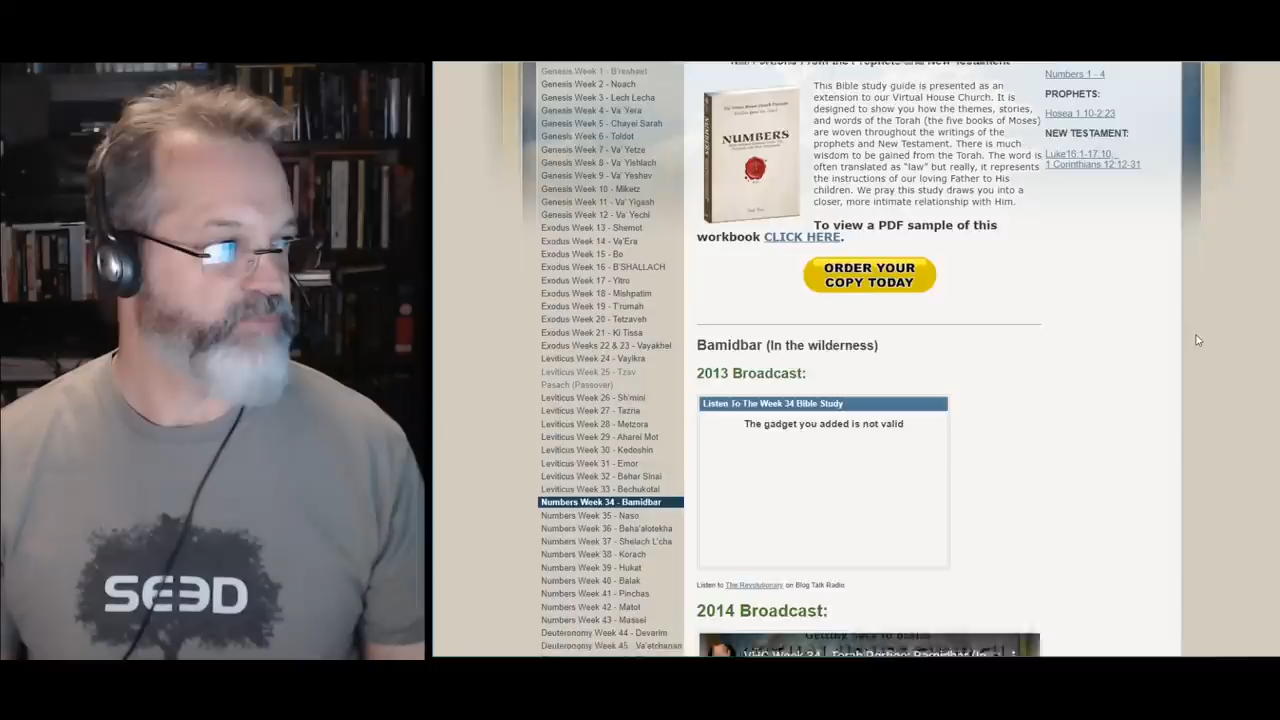 SEED
Genesis Week 1 - B'resheet
Genesis Week 2 - Noach
Genesis Week 3 - Lech Lecha
Genesis Week 4 - Va'Yera
Genesis Week 5 - Chayei Sarah
Genesis Week 6 - Toldot
Genesis Week 7 - Va'Yetze
Genesis Week 8 - Va'Yishlach
Genesis Week 9 - Va'Yeshev
Genesis Week 10 - Miketz
Genesis Week 11 - Va'Yigash
Genesis Week 12 - Va'Yechi
Exodus Week 13 - Shemot
Exodus Week 14 - Va'Era
Exodus Week 15 - Bo
Exodus Week 16 - B'SHALLACH
Exodus Week 17 - Yitro
Exodus Week 18 - Mishpatim
Exodus Week 19 - T'rumah
Exodus Week 20 - Tetzaveh
Exodus Week 21 - Ki Tissa
Exodus Weeks 22 & 23 - Vayakhel
Leviticus Week 24 - Vayikra
Leviticus Week 25 - Tzav
Pasach (Passover)
Leviticus Week 26 - Sh'mini
Leviticus Week 27 - Tazria
Leviticus Week 28 - Metzora
Leviticus Week 29 - Aharei Mot
Leviticus Week 30 - Kedoshin
Leviticus Week 31 - Emor
Leviticus Week 32 - Behar Sinai
Leviticus Week 33 - Bechukotai
Numbers Week 34 - Bamidbar
Numbers Week 35 - Naso
Numbers Week 36 - Beha'alotekha
Numbers Week 37 - Shelach L'cha
Numbers Week 38 - Korach
Numbers Week 39 - Hukat
Numbers Week 40 - Balak
Numbers Week 41 - Pinchas
Numbers Week 42 - Matot
Numbers Week 43 - Massei
Deuteronomy Week 44 - Devarim
Deuteronomy Week 45 Va'etchanan
NUMBERS
This Bible study guide is presented as an
extension to our Virtual House Church. It is
designed to show you how the themes, stories,
and words of the Torah (the five books of Moses)
are woven throughout the writings of the
prophets and New Testament. There is much
wisdom to be gained from the Torah. The word is
often translated as "law" but really, it represents
the instructions of our loving Father to His
children. We pray this study draws you into a
closer, more intimate relationship with Him.
To view a PDF sample of this
workbook CLICK HERE.
ORDER YOUR
COPY TODAY
Bamidbar (In the wilderness)
2013 Broadcast:
Listen To The Week 34 Bible Study
The gadget you added is not valid
Listen to The Revolutionary on Blog Talk Radio
2014 Broadcast:
VHC Week 34 - Torah Portion: Bamidbar (In
Numbers 1 - 4
PROPHETS:
Hosea 1.10-2:23
NEW TESTAMENT:
Luke16.1-17.10,
1 Corinthians 12:12-31